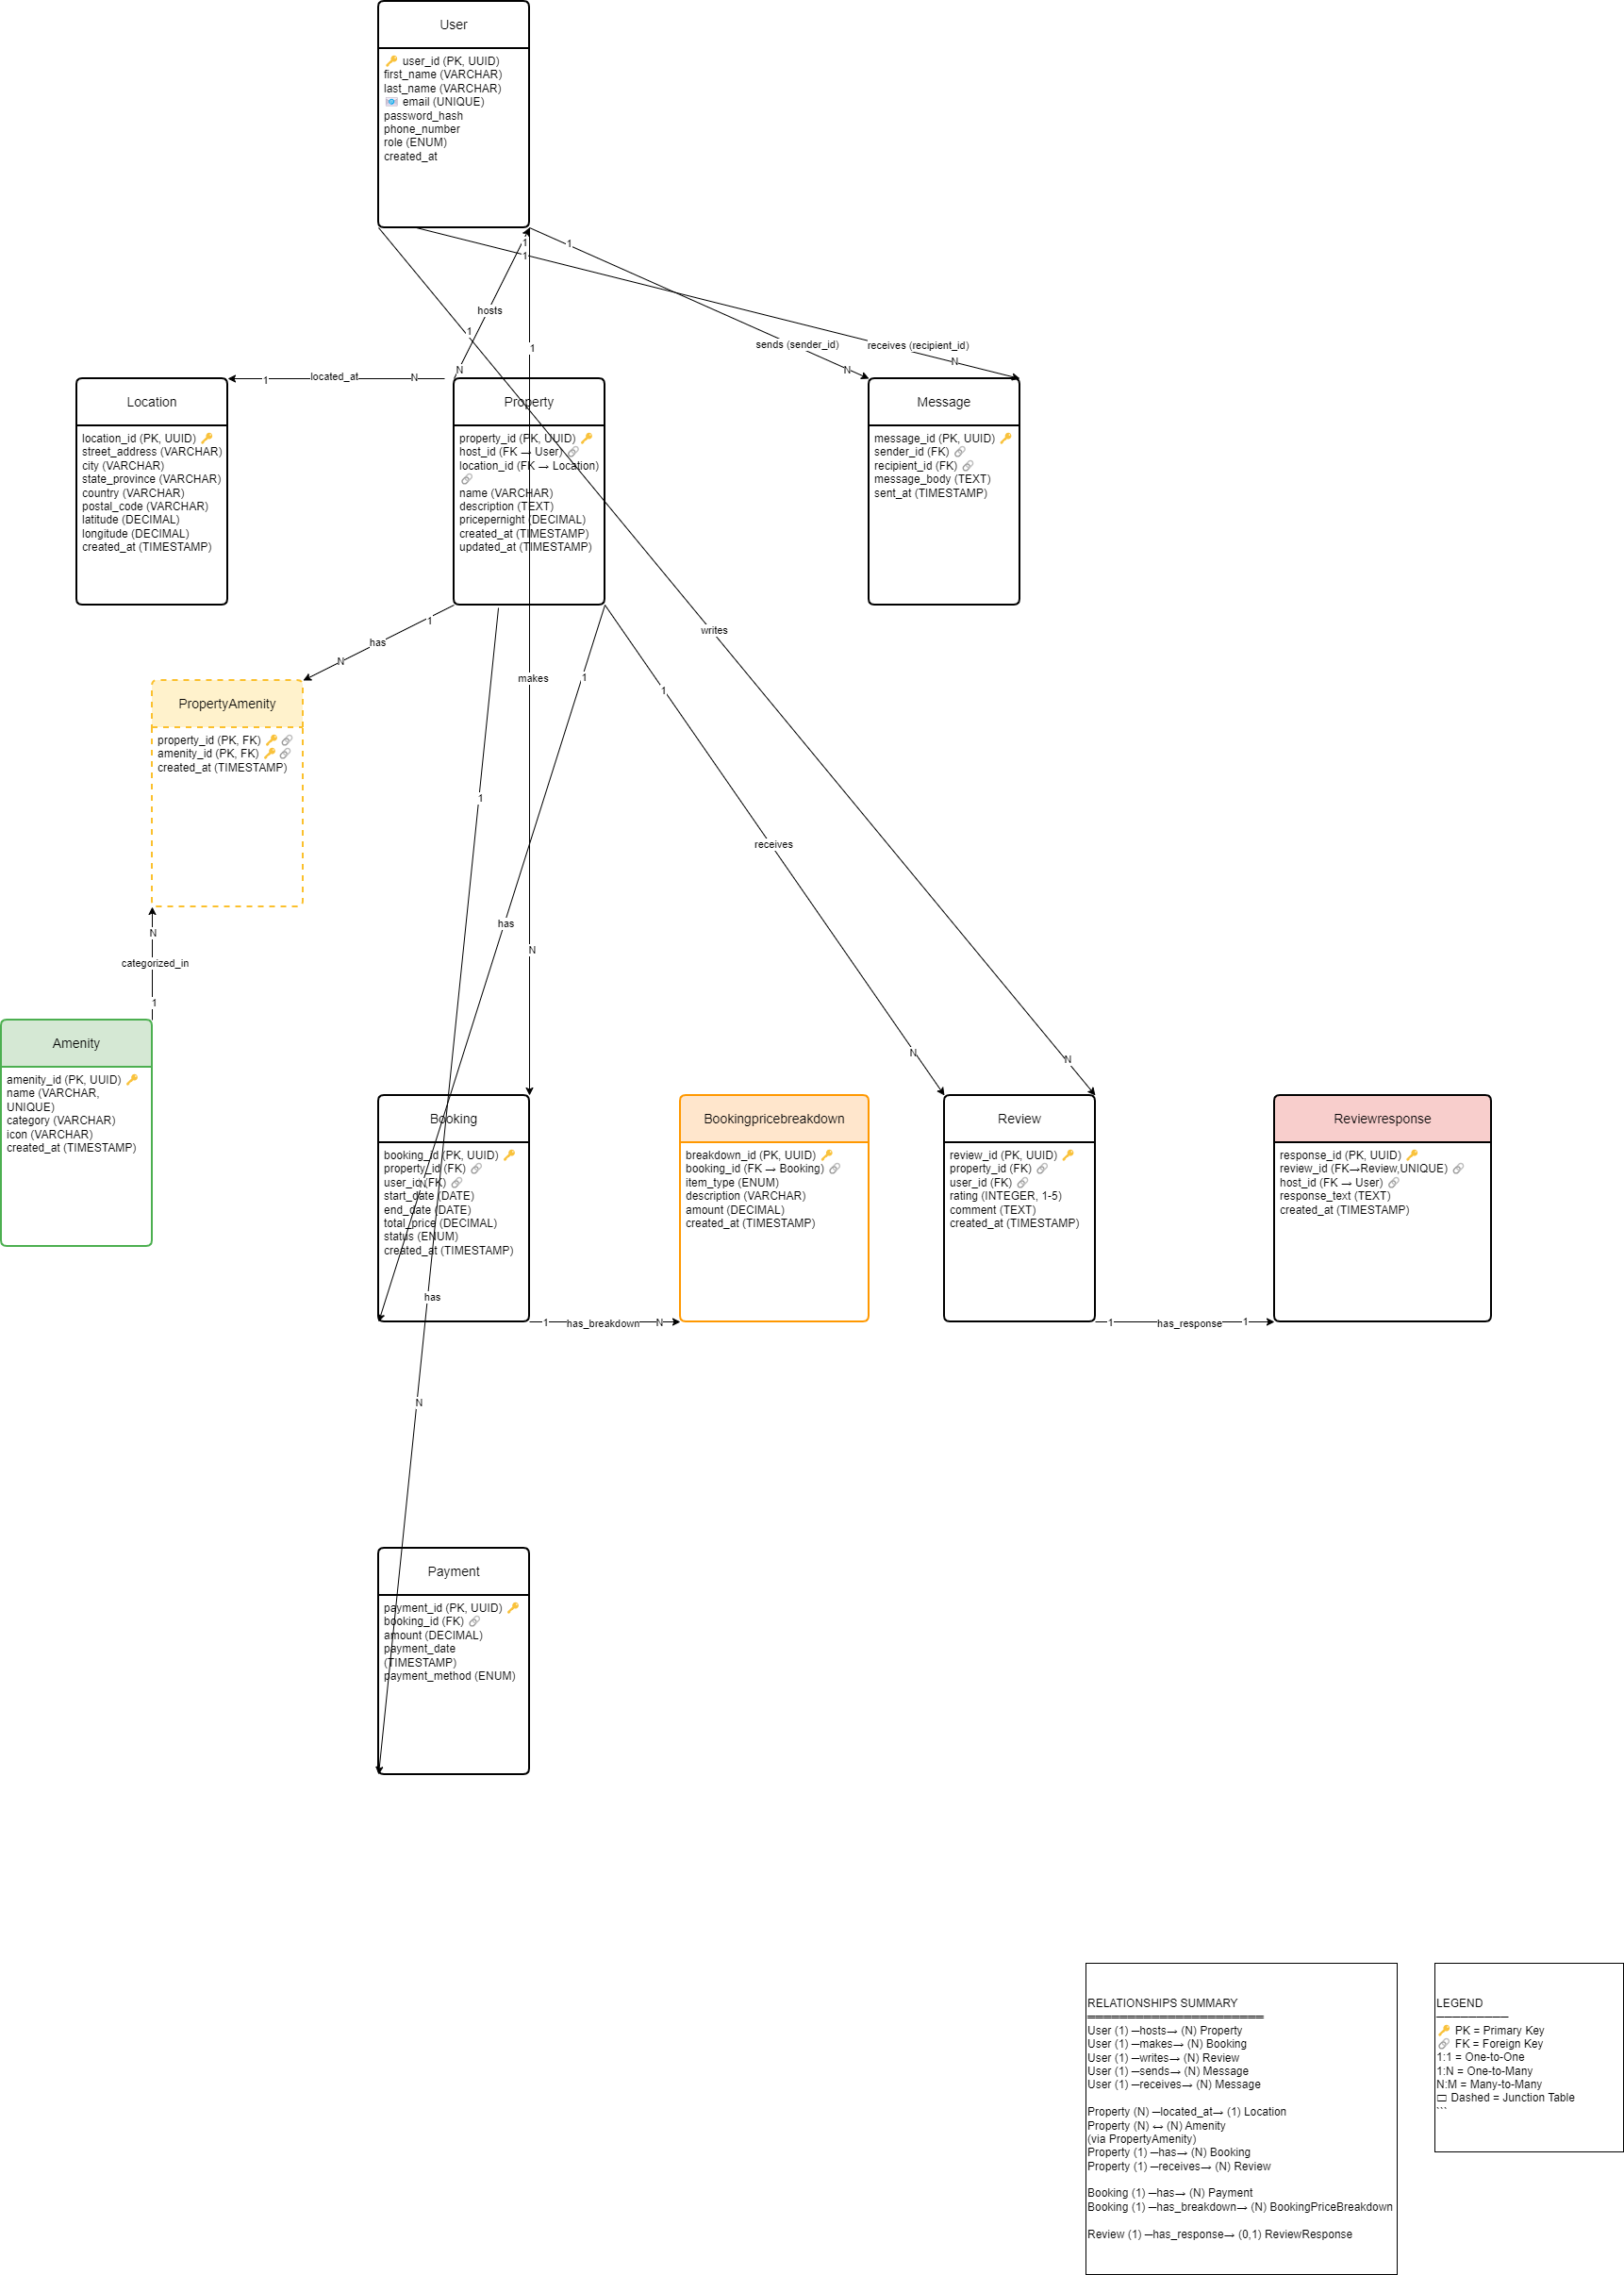 User
🔑 user_id (PK, UUID)
first_name (VARCHAR)
last_name (VARCHAR)
📧 email (UNIQUE)
password_hash
phone_number
role (ENUM)
created_at
1
1
1
hosts
1
1
sends (sender_id)
receives (recipient_id)
N
N
N
1
located_at
N
Location
location_id (PK, UUID) 🔑
street_address (VARCHAR)
city (VARCHAR)
state_province (VARCHAR)
country (VARCHAR)
postal_code (VARCHAR)
latitude (DECIMAL)
longitude (DECIMAL)
created_at (TIMESTAMP)
Property
property_id (PK, UUID) 🔑
host_id (FK → User) 🔗
location_id (FK → Location)
🔗
name (VARCHAR)
description (TEXT)
pricepernight (DECIMAL)
created_at (TIMESTAMP)
updated_at (TIMESTAMP)
Message
message_id (PK, UUID) 🔑
sender_id (FK) 🔗
recipient_id (FK) 🔗
message_body (TEXT)
sent_at (TIMESTAMP)
1
has
N
writes
makes
1
1
PropertyAmenity
property_id (PK, FK) 🔑 🔗
amenity_id (PK, FK) 🔑 🔗
created_at (TIMESTAMP)
1
receives
has
N
N
categorized_in
1
N
N
Amenity
amenity_id (PK, UUID) 🔑
name (VARCHAR,
UNIQUE)
category (VARCHAR)
icon (VARCHAR)
created_at (TIMESTAMP)
Booking
booking_id (PK, UUID) 🔑
property_id (FK) 🔗
user_id (FK) 🔗
N
start_date (DATE)
end_date (DATE)
total_price (DECIMAL)
status (ENUM)
created_at (TIMESTAMP)
Bookingpricebreakdown
breakdown_id (PK, UUID) 🔑
booking_id (FK → Booking) 🔗
item_type (ENUM)
description (VARCHAR)
amount (DECIMAL)
created_at (TIMESTAMP)
Review
review_id (PK, UUID) 🔑
property_id (FK) 🔗
user_id (FK) 🔗
rating (INTEGER, 1-5)
comment (TEXT)
created_at (TIMESTAMP)
Reviewresponse
response_id (PK, UUID) 🔑
review_id (FK→Review,UNIQUE) 🔗
host_id (FK → User) 🔗
response_text (TEXT)
created_at (TIMESTAMP)
has
1
has_breakdown
N
1
has_response
1
N
Payment
payment_id (PK, UUID) 🔑
booking_id (FK) 🔗
amount (DECIMAL)
payment_date
(TIMESTAMP)
payment_method (ENUM)
RELATIONSHIPS SUMMARY
══════════════════════
User (1) ─hosts→ (N) Property
User (1) ─makes→ (N) Booking
User (1) ─writes→ (N) Review
User (1) ─sends→ (N) Message
User (1) ─receives→ (N) Message
Property (N) ─located_at→ (1) Location
Property (N) ↔ (N) Amenity
(via PropertyAmenity)
Property (1) ─has→ (N) Booking
Property (1) ─receives→ (N) Review
Booking (1) ─has→ (N) Payment
Booking (1) ─has_breakdown→ (N) BookingPriceBreakdown
Review (1) ─has_response→ (0,1) ReviewResponse
LEGEND
─────────
🔑 PK = Primary Key
🔗 FK = Foreign Key
1:1 = One-to-One
1:N = One-to-Many
N:M = Many-to-Many
🗔 Dashed = Junction Table
```